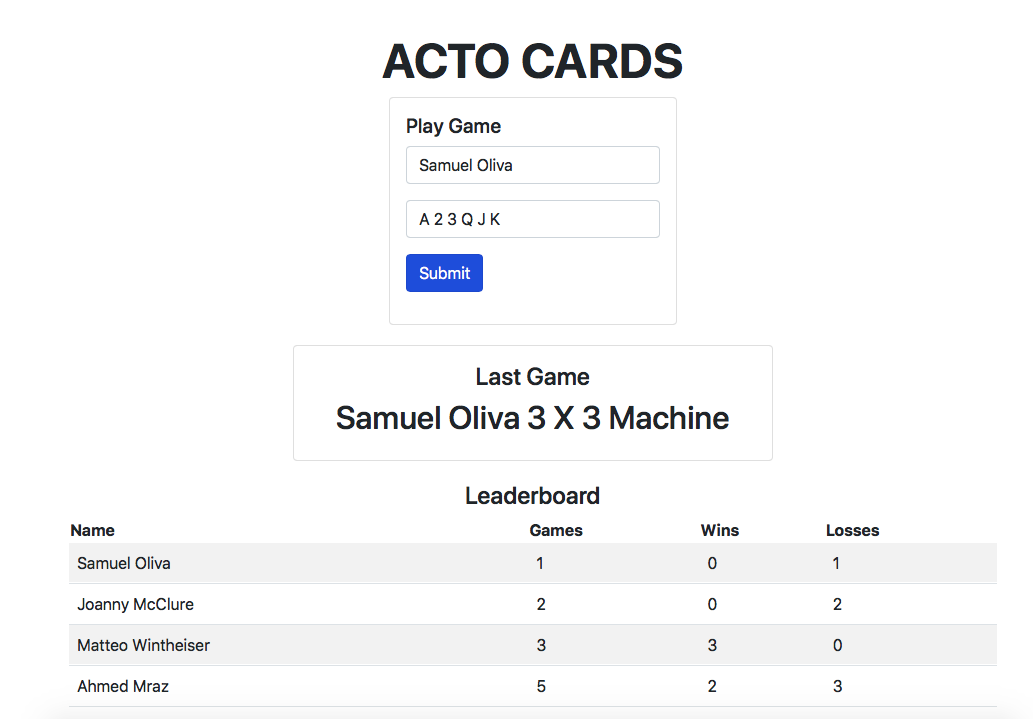 ACTO CARDS
Play Game
Samuel Oliva
A 2 3 Q J K
Submit
Last Game
Samuel Oliva 3 X 3 Machine
Leaderboard
Name Games Wins Losses
Samuel Oliva 1 0 1
Joanny McClure 2 0 2
Matteo Wintheiser 3 3 0
Ahmed Mraz 5 2 3